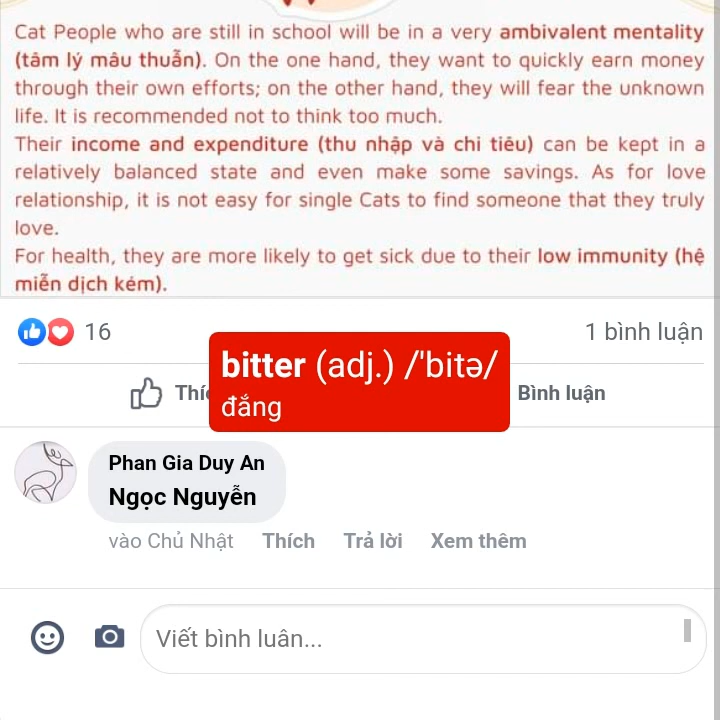 Cat People who are still in school will be in a very ambivalent mentality
(tâm lý mâu thuẫn). On the one hand, they want to quickly earn money
through their own efforts; on the other hand, they will fear the unknown
life. It is recommended not to think too much.
Their income and expenditure (thu nhập và chi tiêu) can be kept in a
relatively balanced state and even make some savings. As for love
relationship, it is not easy for single Cats to find someone that they truly
love.
For health, they are more likely to get sick due to their low immunity (hệ
miễn dịch kém).
16
1 bình luận
bitter (adj.) /'bitə/
đắng
Bình luận
Phan Gia Duy An
Ngọc Nguyễn
vào Chủ Nhật Thích Trả lời Xem thêm
Viết bình luân...